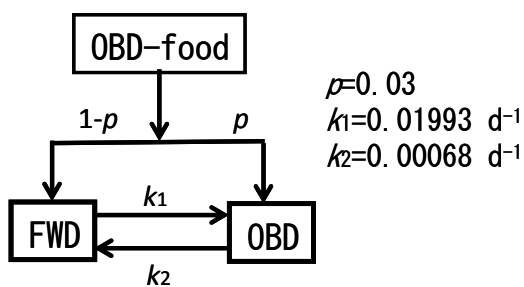 OBD-food
p=0.03
k1=0.01993 d-1
k2=0.00068 d-1
1-p
p
k1
FWD
OBD
k2